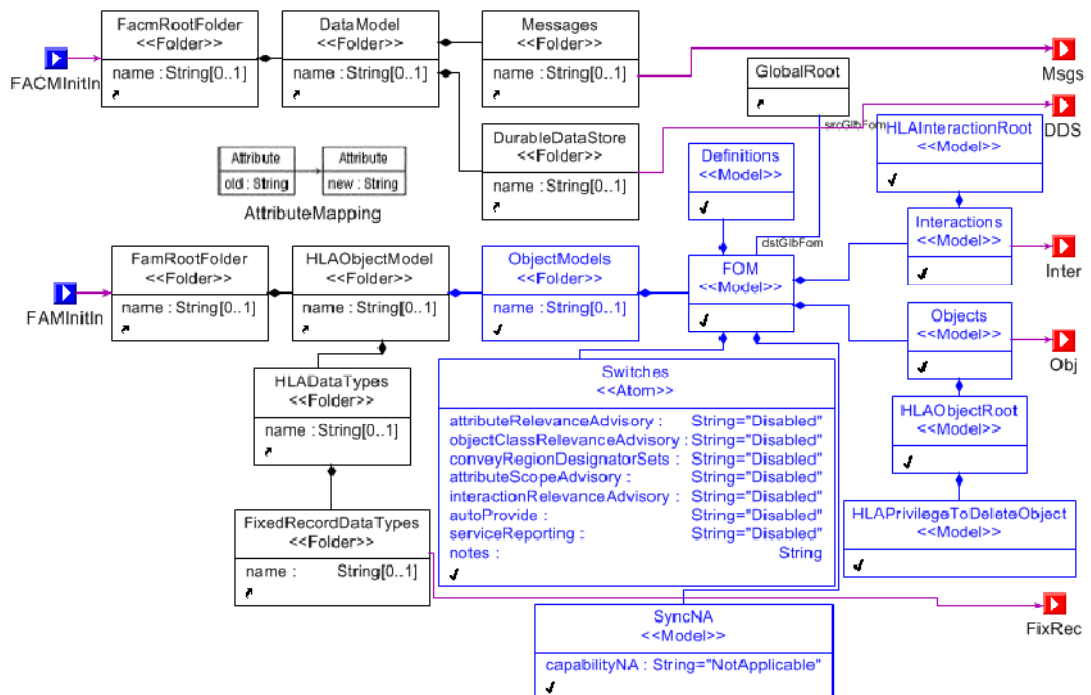 FacmRootFolder
<<Folder>>
name : String[0..1]
DataModel
<<Folder>>
name : String[0..1]
Messages
<<Folder>>
name : String[0..1]
FACMInitIn
Msgs
GlobalRoot
srcGlbFom
DDS
DurableDataStore
<<Folder>>
name : String[0..1]
Attribute
old : String
Attribute
new : String
AttributeMapping
Definitions
<<Model>>
HLAInteractionRoot
<<Model>>
dstGlbFom
Interactions
<<Model>>
Inter
FamRootFolder
<<Folder>>
name : String[0..1]
HLAObjectModel
<<Folder>>
name : String[0..1]
ObjectModels
<<Folder>>
name : String[0..1]
FOM
<<Model>>
FAMInitIn
Objects
<<Model>>
Obj
HLADataTypes
<<Folder>>
name : String[0..1]
Switches
<<Atom>>
attributeRelevanceAdvisory : String="Disabled"
objectClassRelevanceAdvisory : String="Disabled"
conveyRegionDesignatorSets : String="Disabled"
attributeScopeAdvisory : String="Disabled"
interactionRelevanceAdvisory : String="Disabled"
autoProvide : String="Disabled"
serviceReporting : String="Disabled"
notes : String
HLAObjectRoot
<<Model>>
HLAPrivilegeToDeleteObject
<<Model>>
FixedRecordDataTypes
<<Folder>>
name : String[0..1]
FixRec
SyncNA
<<Model>>
capabilityNA : String="NotApplicable"